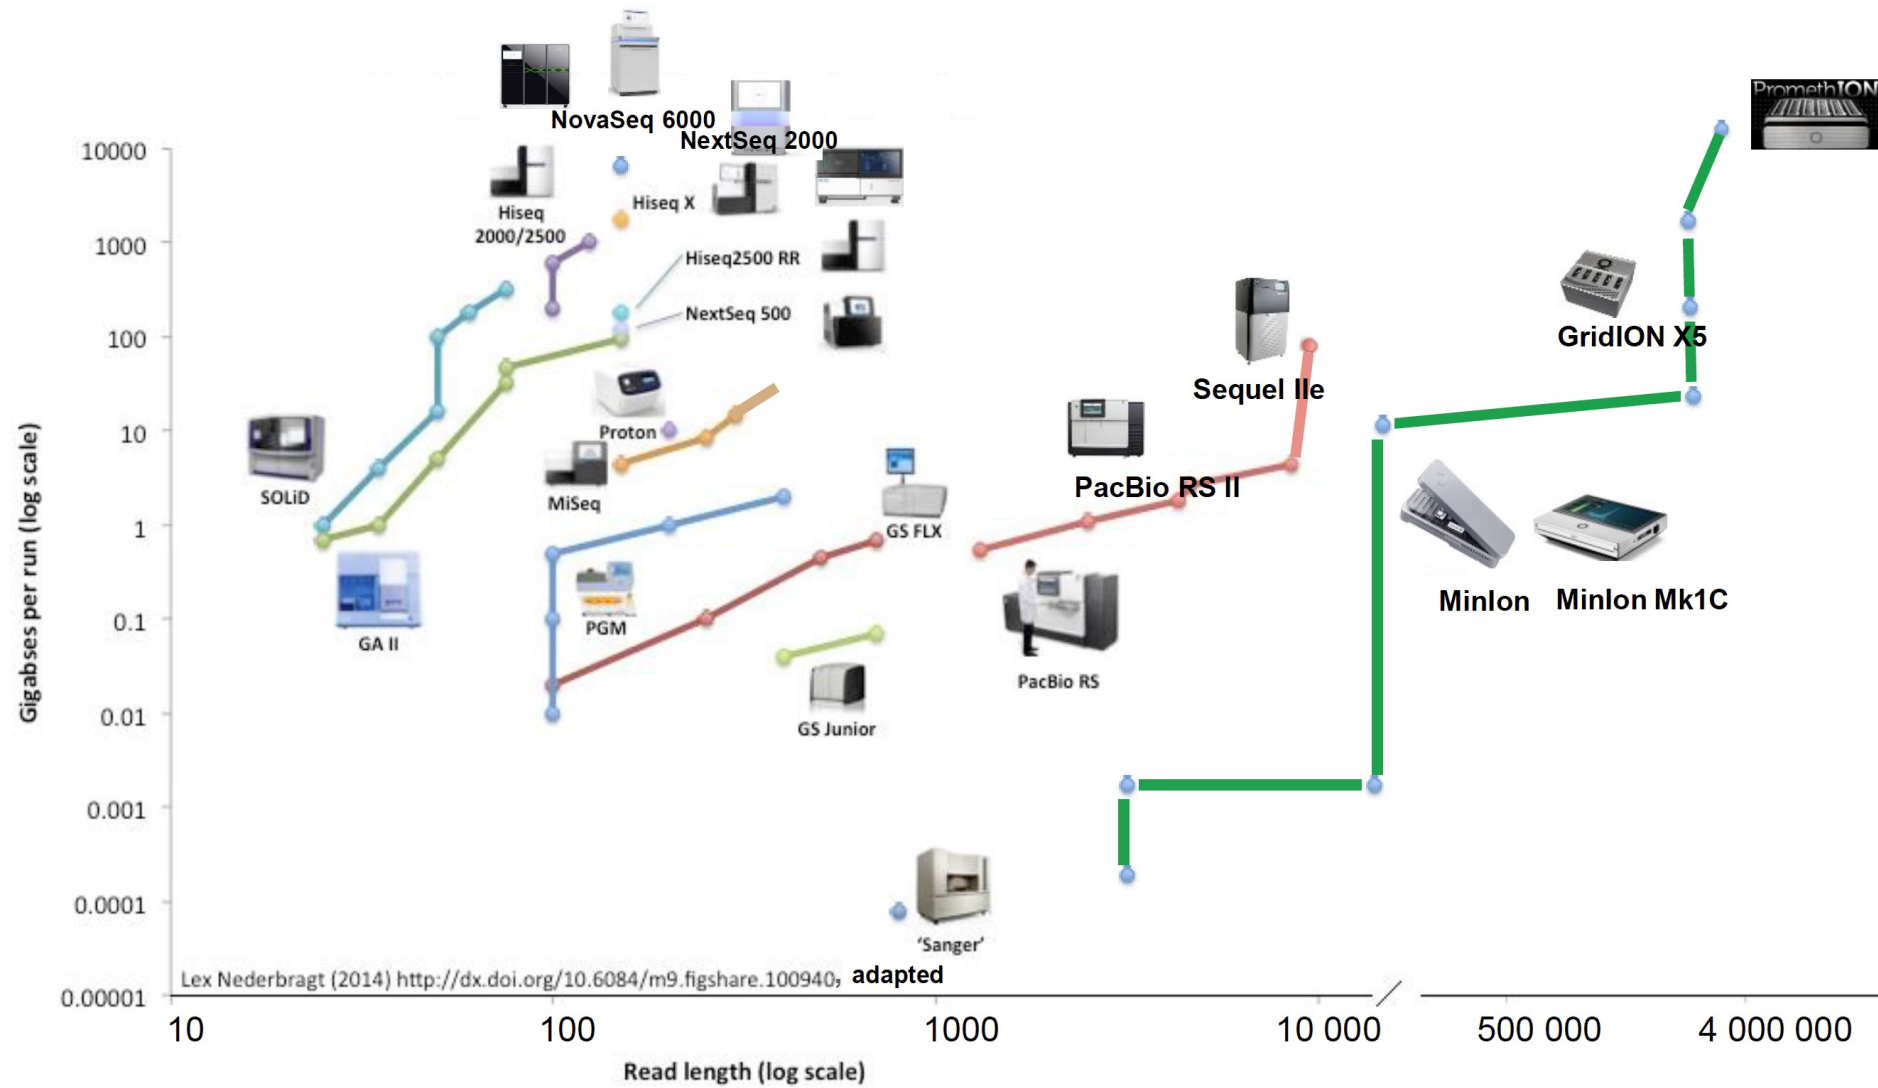 PromethION
NovaSeq 6000
NextSeq 2000
10000
Hiseq
2000/2500
Hiseq X
1000
Hiseq2500 RR
NextSeq 500
100
GridION X5
Sequel IIe
10
Proton
SOLiD
MiSeq
PacBio RS II
1
GS FLX
MinIon
MinIon Mk1C
GA II
0.1
PGM
PacBio RS
0.01
GS Junior
0.001
0.0001
'Sanger'
Lex Nederbragt (2014) http://dx.doi.org/10.6084/m9.figshare.100940, adapted
0.00001
Gigabses per run (log scale)
10
100
1000
10 000
500 000
4 000 000
Read length (log scale)